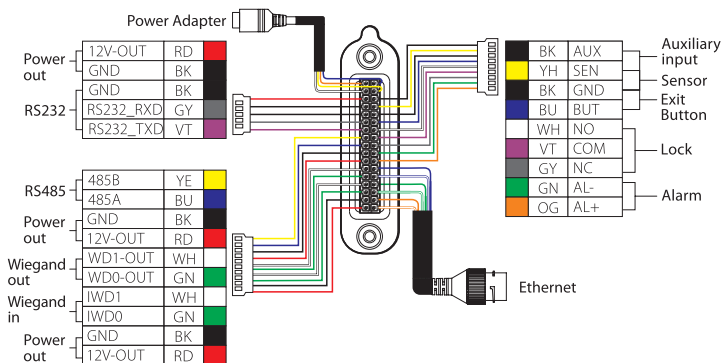 Power Adapter
Power out
12V-OUT RD
GND BK
RS232
GND BK
RS232_RXD GY
RS232_TXD VT
RS485
485B YE
485A BU
Power out
GND BK
12V-OUT RD
Wiegand out
WD1-OUT WH
WD0-OUT GN
Wiegand in
IWD1 WH
IWD0 GN
Power out
GND BK
12V-OUT RD
BK AUX
YH SEN
BK GND
BU BUT
WH NO
VT COM
GY NC
GN AL-
OG AL+
Auxiliary input
Sensor
Exit Button
Lock
Alarm
Ethernet